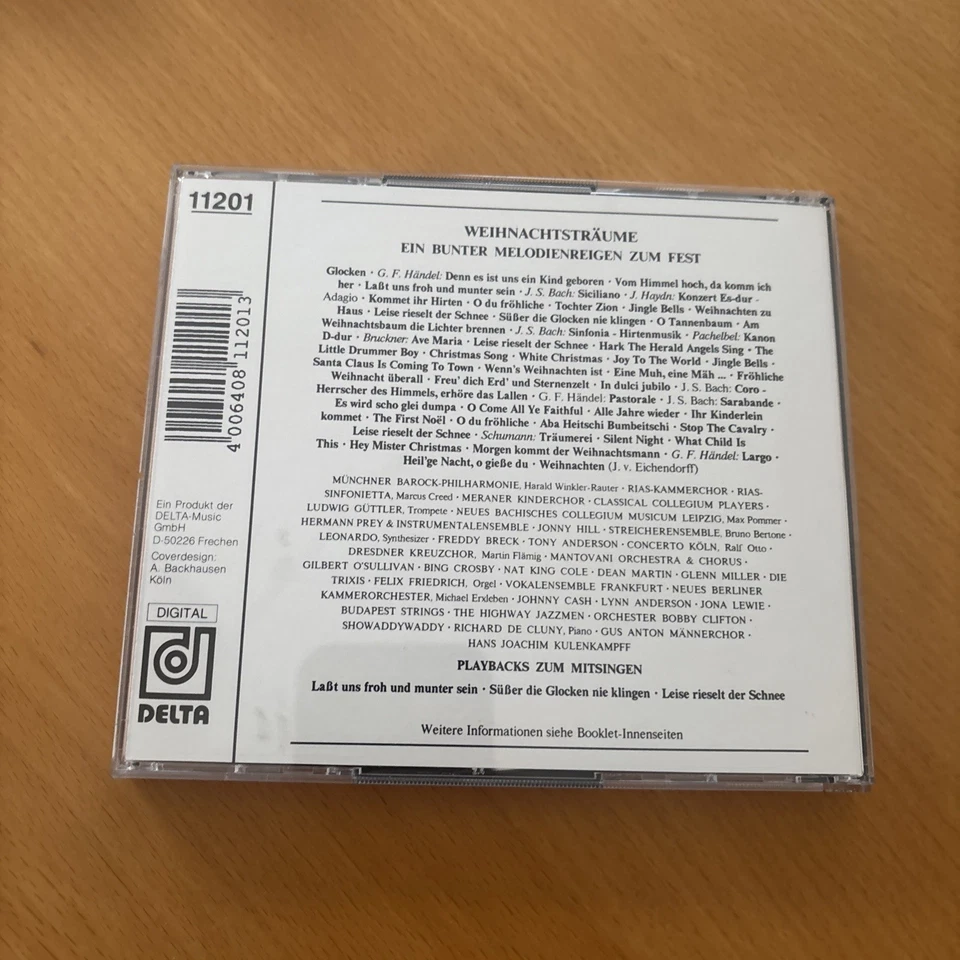 11201
4 006408 112013
Ein Produkt der
DELTA-Music
GmbH
D-50226 Frechen
Coverdesign:
A. Backhausen
Köln
DIGITAL
DELTA
WEIHNACHTSTRÄUME
EIN BUNTER MELODIENREIGEN ZUM FEST
Glocken · G. F. Händel: Denn es ist uns ein Kind geboren · Vom Himmel hoch, da komm ich
her · Laßt uns froh und munter sein · J. S. Bach: Siciliano · J. Haydn: Konzert Es-dur -
Adagio · Kommet ihr Hirten · O du fröhliche · Tochter Zion · Jingle Bells · Weihnachten zu
Haus · Leise rieselt der Schnee · Süßer die Glocken nie klingen · O Tannenbaum · Am
Weihnachtsbaum die Lichter brennen · J. S. Bach: Sinfonia - Hirtenmusik · Pachelbel: Kanon
D-dur · Bruckner: Ave Maria · Leise rieselt der Schnee · Hark The Herald Angels Sing · The
Little Drummer Boy · Christmas Song · White Christmas · Joy To The World · Jingle Bells ·
Santa Claus Is Coming To Town · Wenn's Weihnachten ist · Eine Muh, eine Mäh ... · Fröhliche
Weihnacht überall · Freu' dich Erd' und Sternenzelt · In dulci jubilo · J. S. Bach: Coro -
Herrscher des Himmels, erhöre das Lallen · G. F. Händel: Pastorale · J. S. Bach: Sarabande ·
Es wird scho glei dumpa · O Come All Ye Faithful · Alle Jahre wieder · Ihr Kinderlein
kommet · The First Noël · O du fröhliche · Aba Heitschi Bumbeitschi · Stop The Cavalry ·
Leise rieselt der Schnee · Schumann: Träumerei · Silent Night · What Child Is
This · Hey Mister Christmas · Morgen kommt der Weihnachtsmann · G. F. Händel: Largo ·
Heil'ge Nacht, o gieße du · Weihnachten (J. v. Eichendorff)
MÜNCHNER BAROCK-PHILHARMONIE, Harald Winkler-Rauter · RIAS-KAMMERCHOR · RIAS-
SINFONIETTA, Marcus Creed · MERANER KINDERCHOR · CLASSICAL COLLEGIUM PLAYERS ·
LUDWIG GÜTTLER, Trompete · NEUES BACHISCHES COLLEGIUM MUSICUM LEIPZIG, Max Pommer ·
HERMANN PREY & INSTRUMENTALENSEMBLE · JONNY HILL · STREICHERENSEMBLE, Bruno Bertone ·
LEONARDO, Synthesizer · FREDDY BRECK · TONY ANDERSON · CONCERTO KÖLN, Ralf Otto ·
DRESDNER KREUZCHOR, Martin Flämig · MANTOVANI ORCHESTRA & CHORUS ·
GILBERT O'SULLIVAN · BING CROSBY · NAT KING COLE · DEAN MARTIN · GLENN MILLER · DIE
TRIXIS · FELIX FRIEDRICH, Orgel · VOKALENSEMBLE FRANKFURT · NEUES BERLINER
KAMMERORCHESTER, Michael Erxleben · JOHNNY CASH · LYNN ANDERSON · JONA LEWIE ·
BUDAPEST STRINGS · THE HIGHWAY JAZZMEN · ORCHESTER BOBBY CLIFTON ·
SHOWADDYWADDY · RICHARD DE CLUNY, Piano · GUS ANTON MÄNNERCHOR ·
HANS JOACHIM KULENKAMPFF
PLAYBACKS ZUM MITSINGEN
Laßt uns froh und munter sein · Süßer die Glocken nie klingen · Leise rieselt der Schnee
Weitere Informationen siehe Booklet-Innenseiten